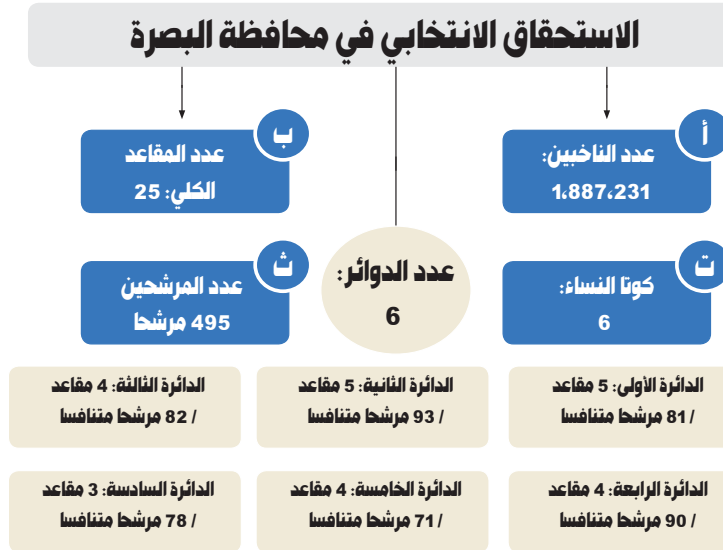 الاستحقاق الانتخابي في محافظة البصرة
أ
عدد الناخبين:
1،887،231
ب
عدد المقاعد
الكلي: 25
ت
كوتا النساء:
6
عدد الدوائر:
6
ث
عدد المرشحين
495 مرشحا
الدائرة الأولى: 5 مقاعد
/ 81 مرشحا متنافسا
الدائرة الثانية: 5 مقاعد
/ 93 مرشحا متنافسا
الدائرة الثالثة: 4 مقاعد
/ 82 مرشحا متنافسا
الدائرة الرابعة: 4 مقاعد
/ 90 مرشحا متنافسا
الدائرة الخامسة: 4 مقاعد
/ 71 مرشحا متنافسا
الدائرة السادسة: 3 مقاعد
/ 78 مرشحا متنافسا